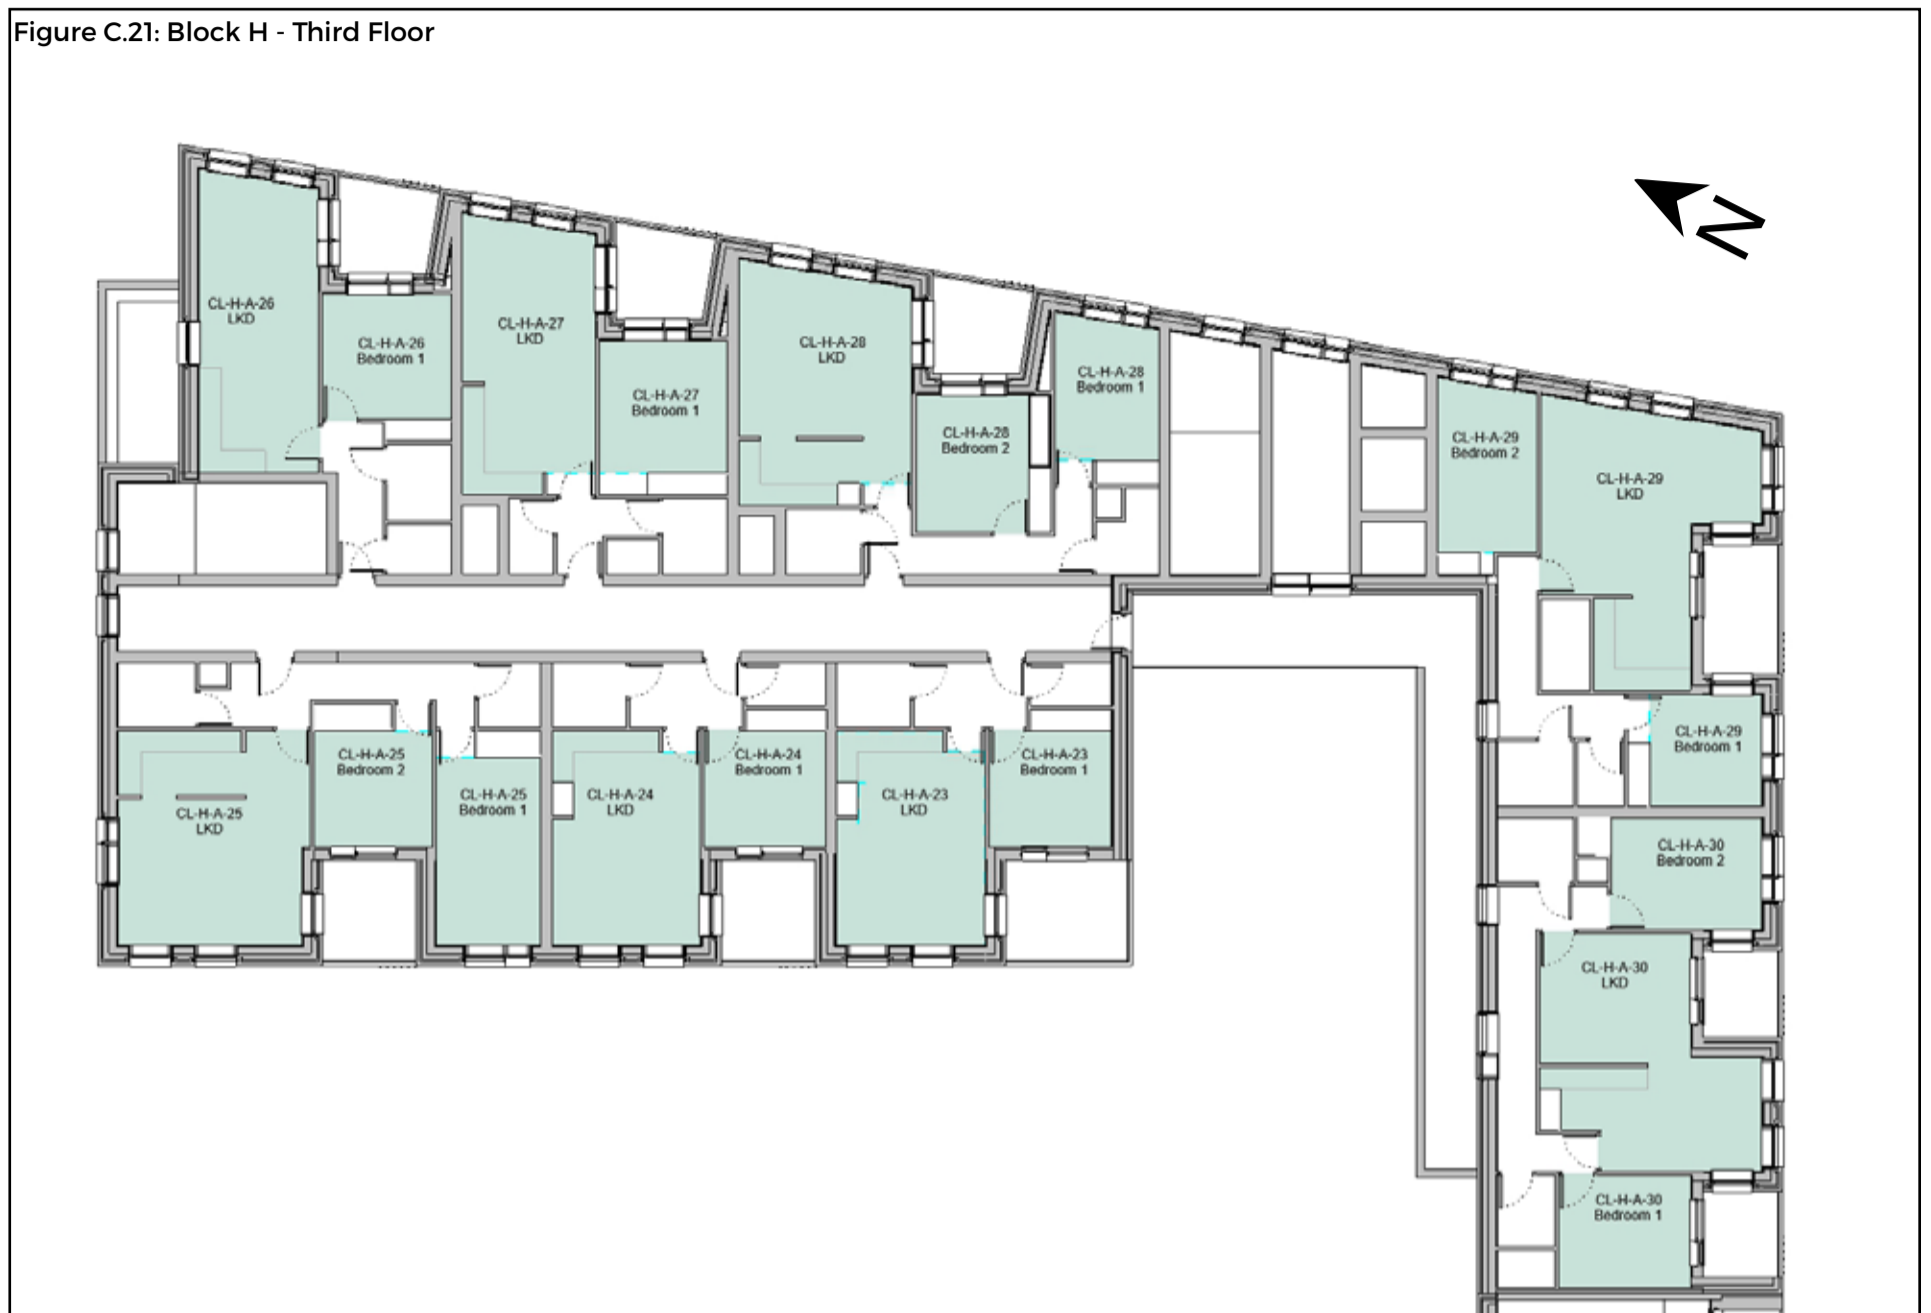 Figure C.21: Block H - Third Floor
N
CL-H-A-26
LKD
CL-H-A-26
Bedroom 1
CL-H-A-27
LKD
CL-H-A-27
Bedroom 1
CL-H-A-28
LKD
CL-H-A-28
Bedroom 2
CL-H-A-28
Bedroom 1
CL-H-A-29
Bedroom 2
CL-H-A-29
LKD
CL-H-A-29
Bedroom 1
CL-H-A-25
LKD
CL-H-A-25
Bedroom 2
CL-H-A-25
Bedroom 1
CL-H-A-24
LKD
CL-H-A-24
Bedroom 1
CL-H-A-23
LKD
CL-H-A-23
Bedroom 1
CL-H-A-30
Bedroom 2
CL-H-A-30
LKD
CL-H-A-30
Bedroom 1